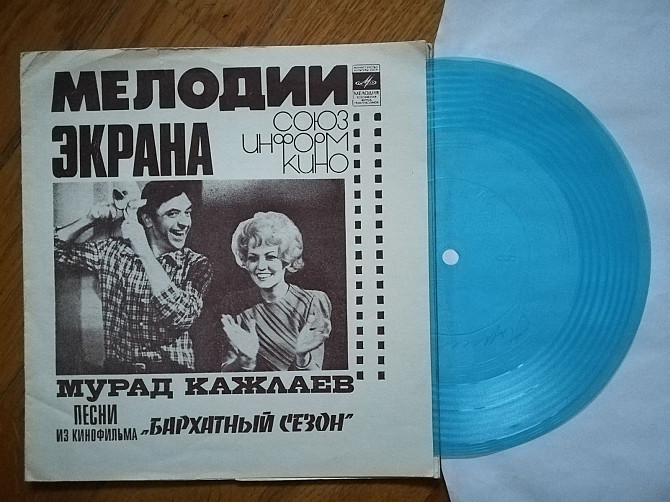 МЕЛОДИИ
ЭКРАНА
СОЮЗ
ИНФОРМ
КИНО
МЕЛОДИЯ
МУРАД КАЖЛАЕВ
ПЕСНИ
ИЗ КИНОФИЛЬМА „БАРХАТНЫЙ СЕЗОН"